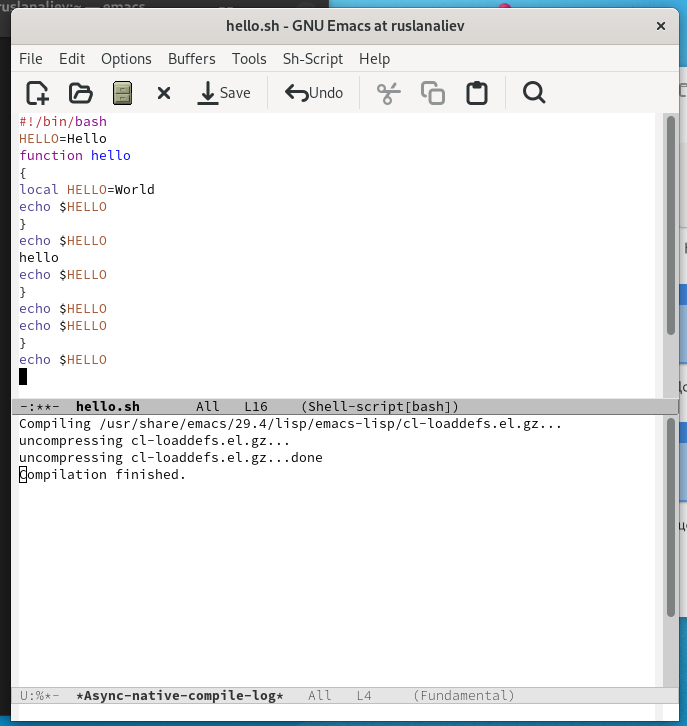 ruslanaliev:~ — emacs
hello.sh - GNU Emacs at ruslanaliev
File Edit Options Buffers Tools Sh-Script Help
Save Undo
#!/bin/bash
HELLO=Hello
function hello
{
local HELLO=World
echo $HELLO
}
echo $HELLO
hello
echo $HELLO
}
echo $HELLO
echo $HELLO
}
echo $HELLO
-:**- hello.sh All L16 (Shell-script[bash])
Compiling /usr/share/emacs/29.4/lisp/emacs-lisp/cl-loaddefs.el.gz...
uncompressing cl-loaddefs.el.gz...
uncompressing cl-loaddefs.el.gz...done
Compilation finished.
U:%*- *Async-native-compile-log* All L4 (Fundamental)